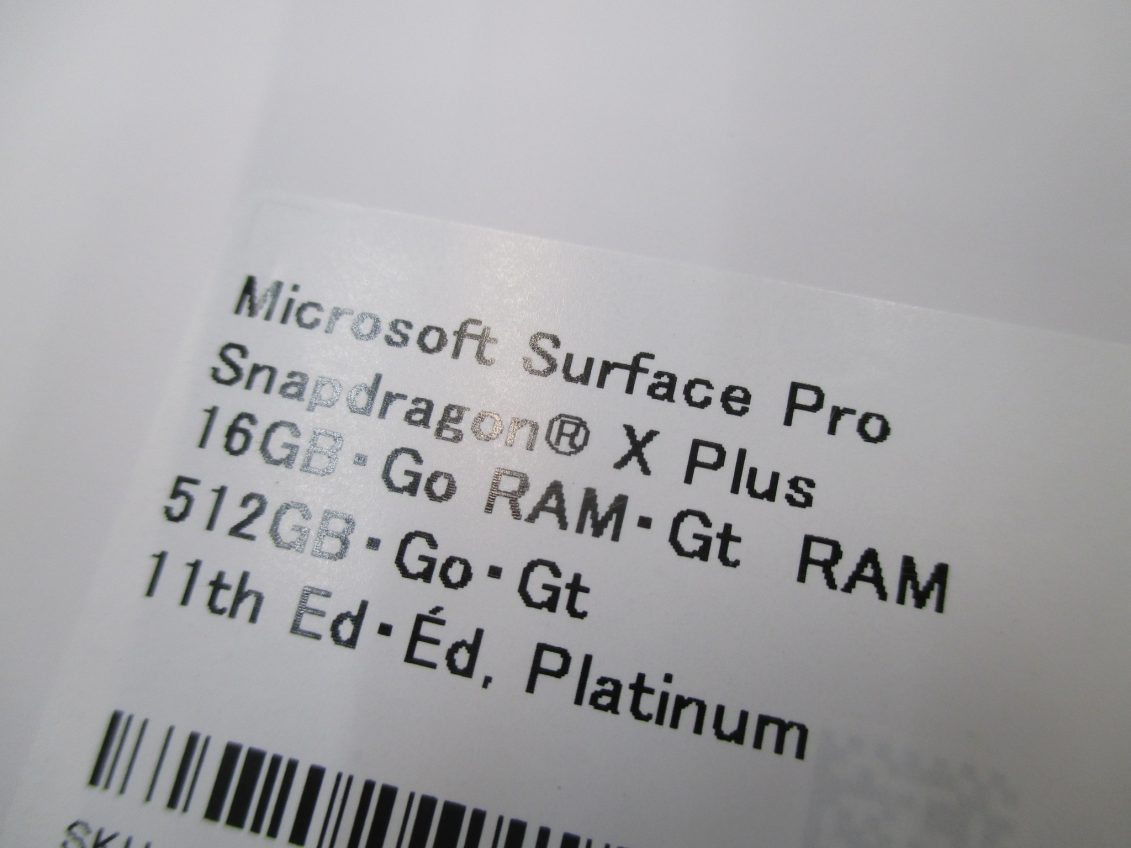 Microsoft Surface Pro
Snapdragon® X Plus
16GB·Go RAM·Gt RAM
512GB·Go·Gt
11th Ed·Éd, Platinum